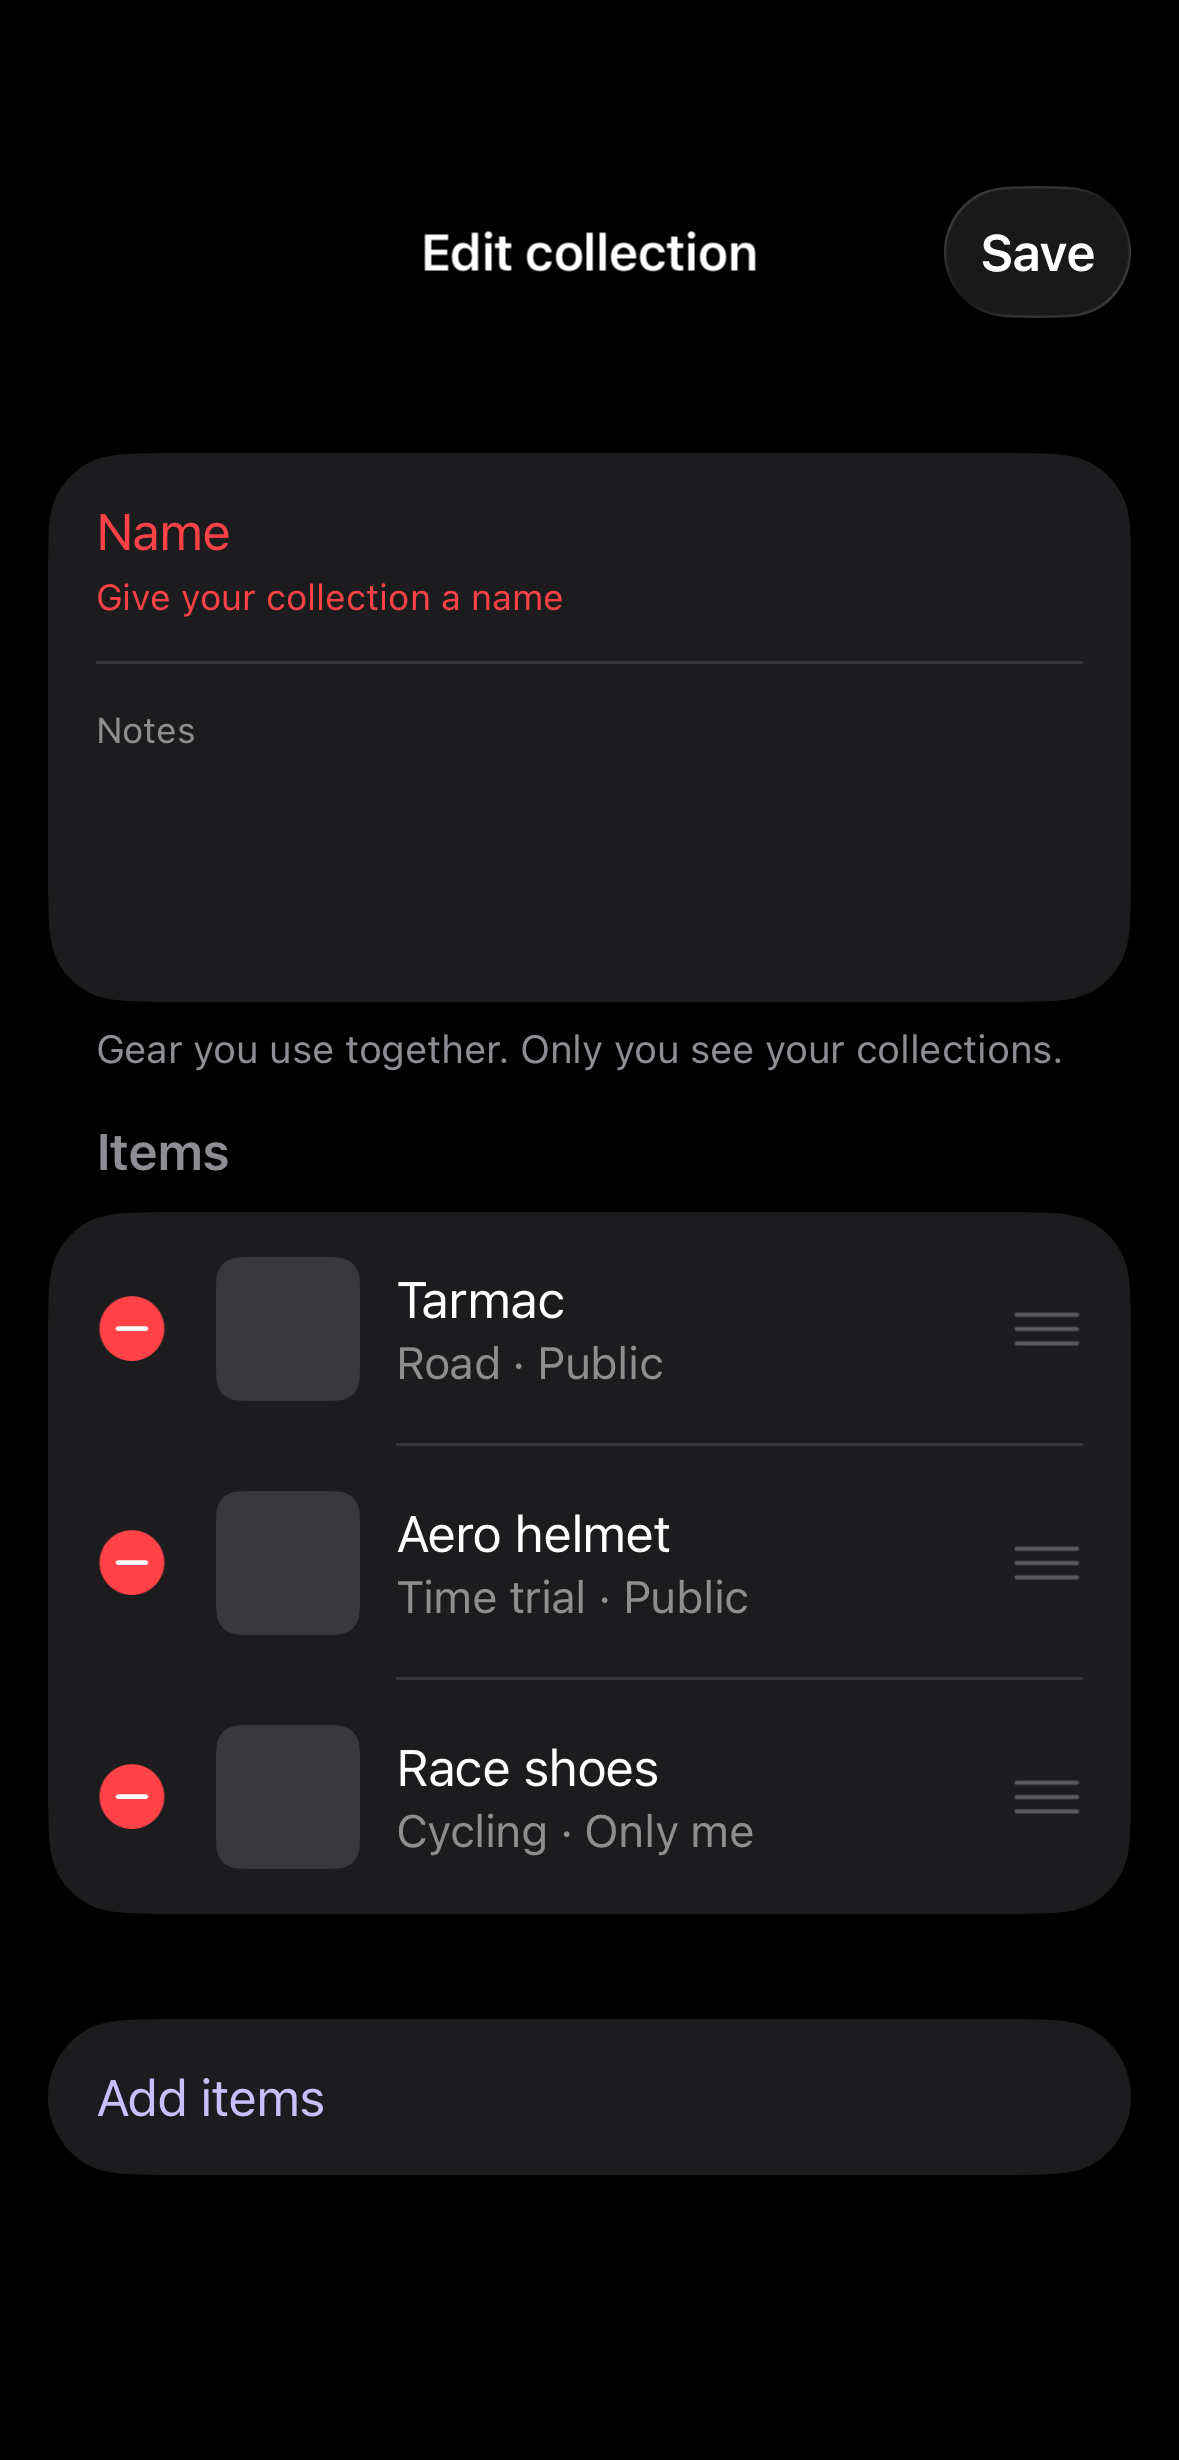 Edit collection
Save
Name
Give your collection a name
Notes
Gear you use together. Only you see your collections.
Items
Tarmac
Road · Public
Aero helmet
Time trial · Public
Race shoes
Cycling · Only me
Add items